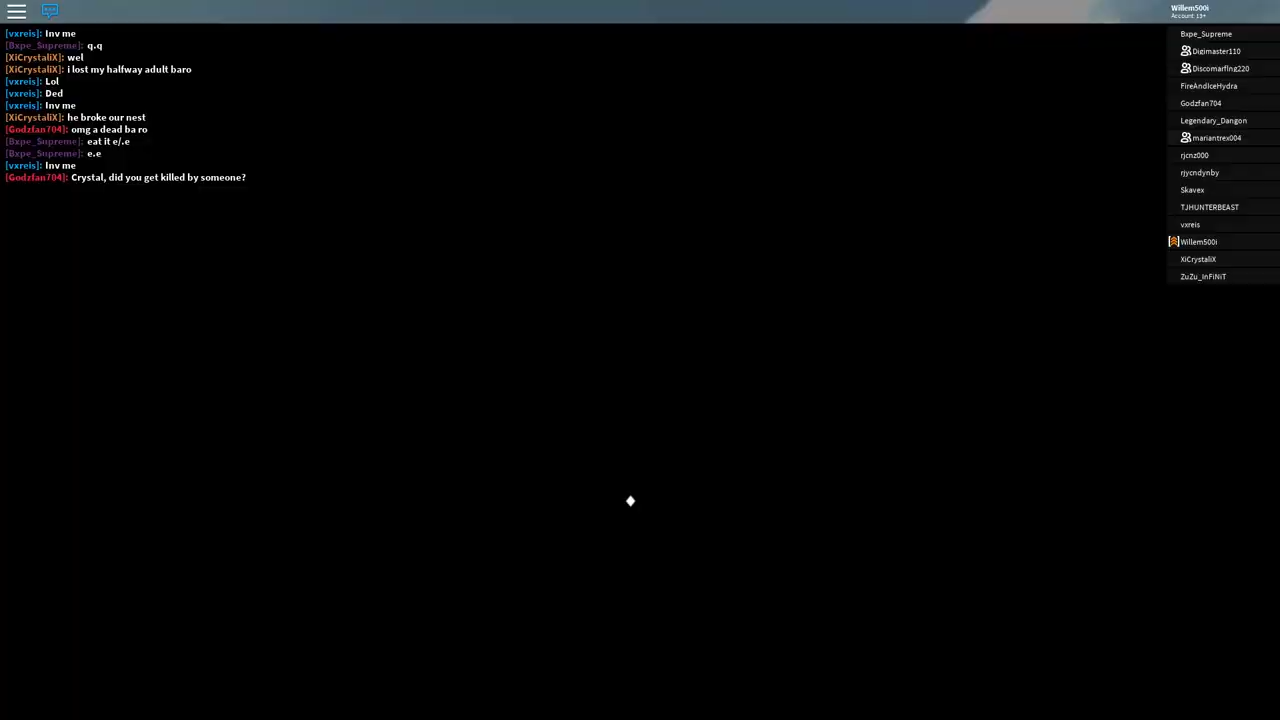 Willem500i
Account: 13+
[vxreis]: Inv me
[Bxpe_Supreme]: q.q
[XiCrystaliX]: wel
[XiCrystaliX]: i lost my halfway adult baro
[vxreis]: Lol
[vxreis]: Ded
[vxreis]: Inv me
[XiCrystaliX]: he broke our nest
[Godzfan704]: omg a dead ba ro
[Bxpe_Supreme]: eat it e/.e
[Bxpe_Supreme]: e.e
[vxreis]: Inv me
[Godzfan704]: Crystal, did you get killed by someone?
Bxpe_Supreme
Digimaster110
Discomarfing220
FireAndIceHydra
Godzfan704
Legendary_Dangon
mariantrex004
rjcnz000
rjycndynby
Skavex
TJHUNTERBEAST
vxreis
Willem500i
XiCrystaliX
ZuZu_InFiNiT